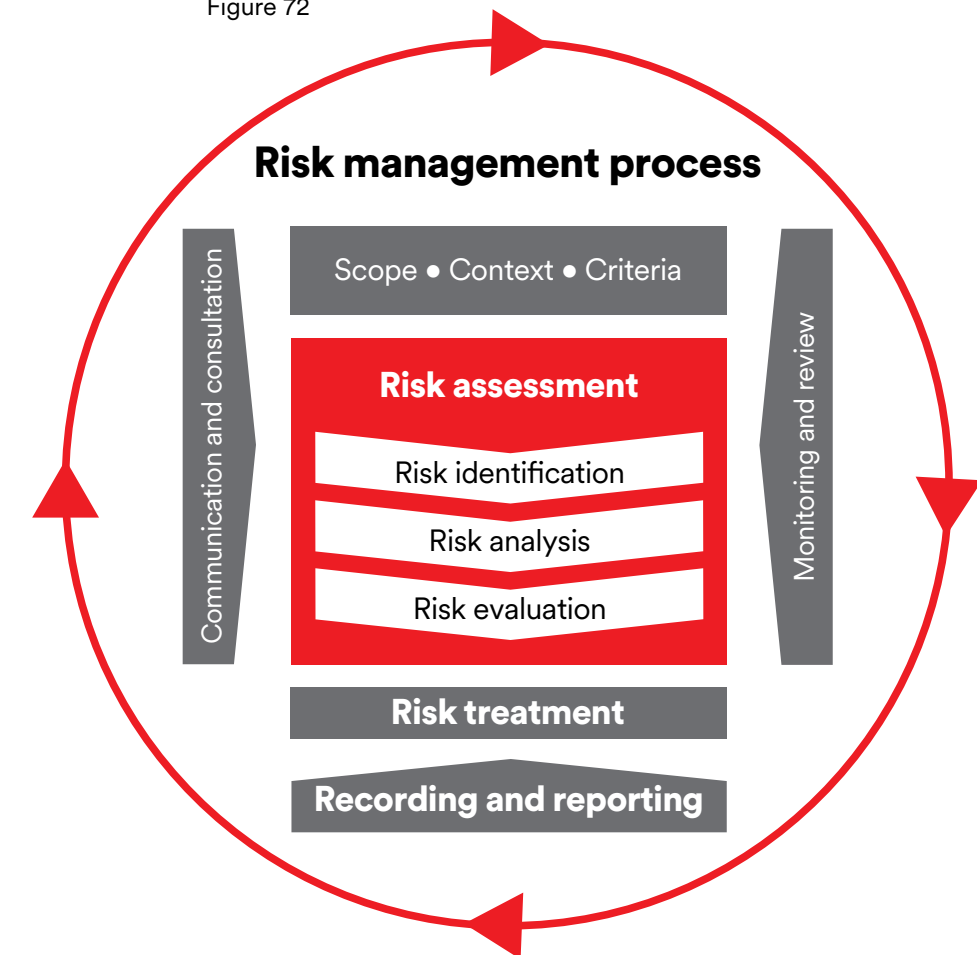 Figure 72
Risk management process
Scope ● Context ● Criteria
Communication and consultation
Risk assessment
Risk identification
Risk analysis
Risk evaluation
Monitoring and review
Risk treatment
Recording and reporting